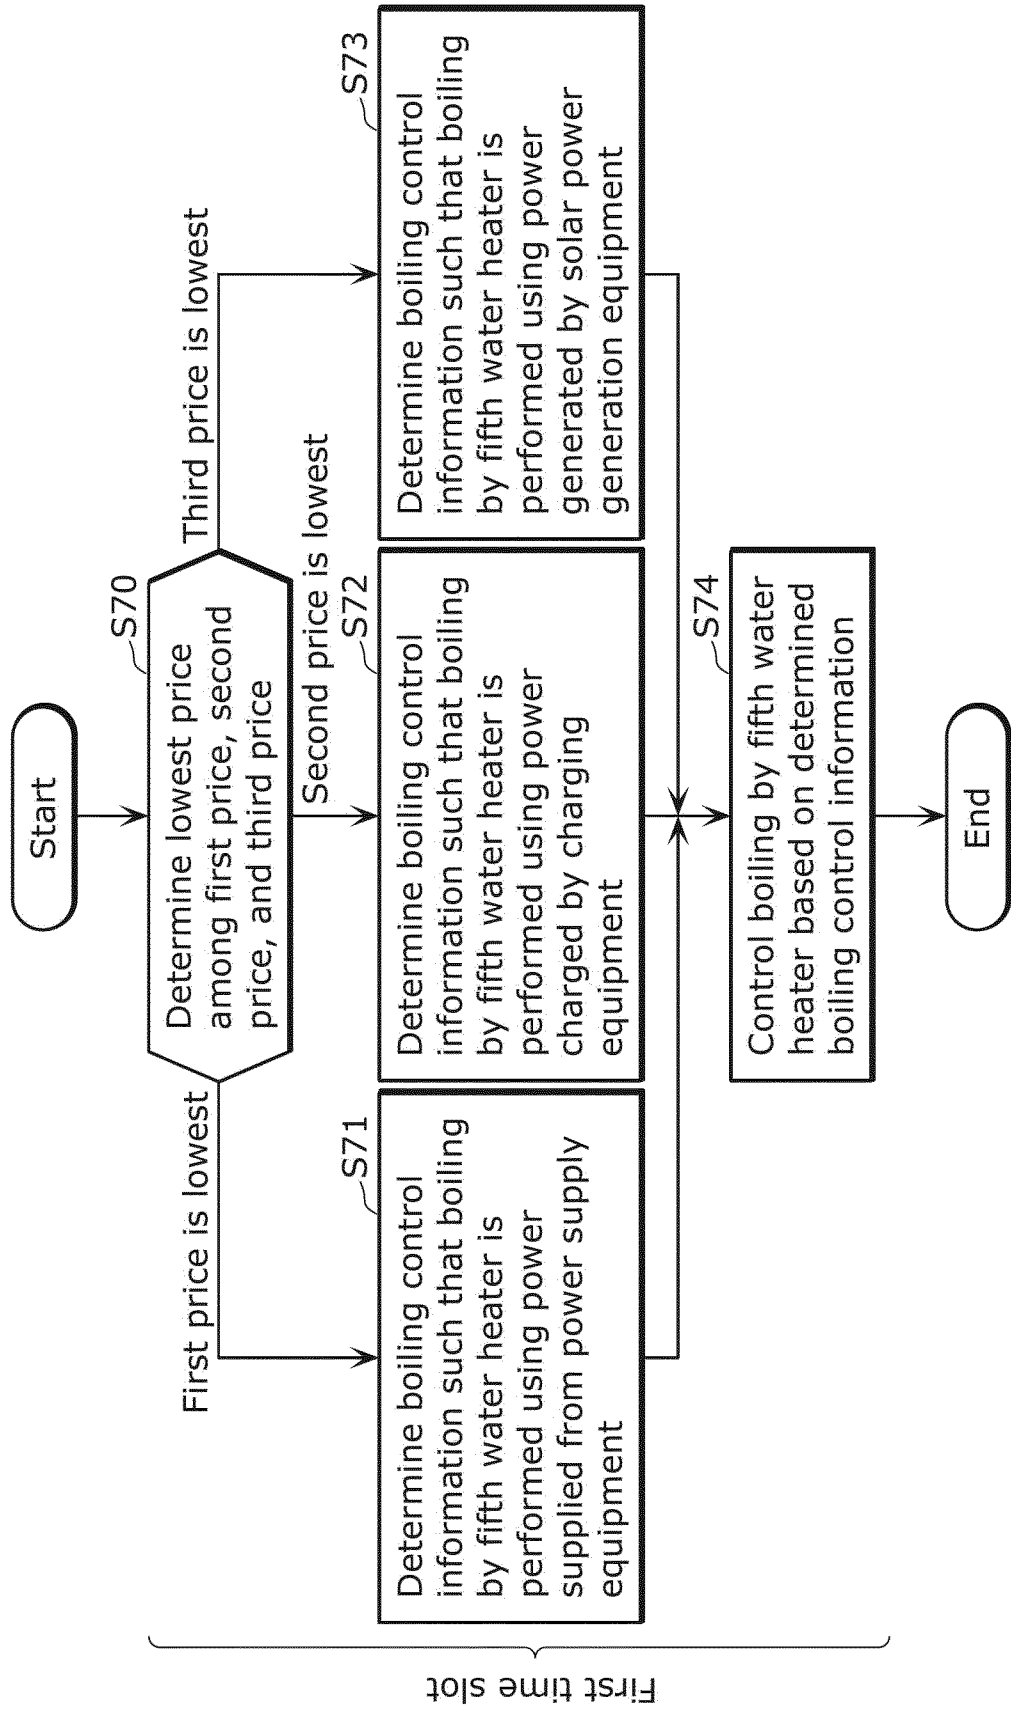 Start
S70
Determine lowest price
among first price, second
price, and third price
First price is lowest
Second price is lowest
Third price is lowest
S71
Determine boiling control
information such that boiling
by fifth water heater is
performed using power
supplied from power supply
equipment
S72
Determine boiling control
information such that boiling
by fifth water heater is
performed using power
charged by charging
equipment
S73
Determine boiling control
information such that boiling
by fifth water heater is
performed using power
generated by solar power
generation equipment
S74
Control boiling by fifth water
heater based on determined
boiling control information
End
First time slot